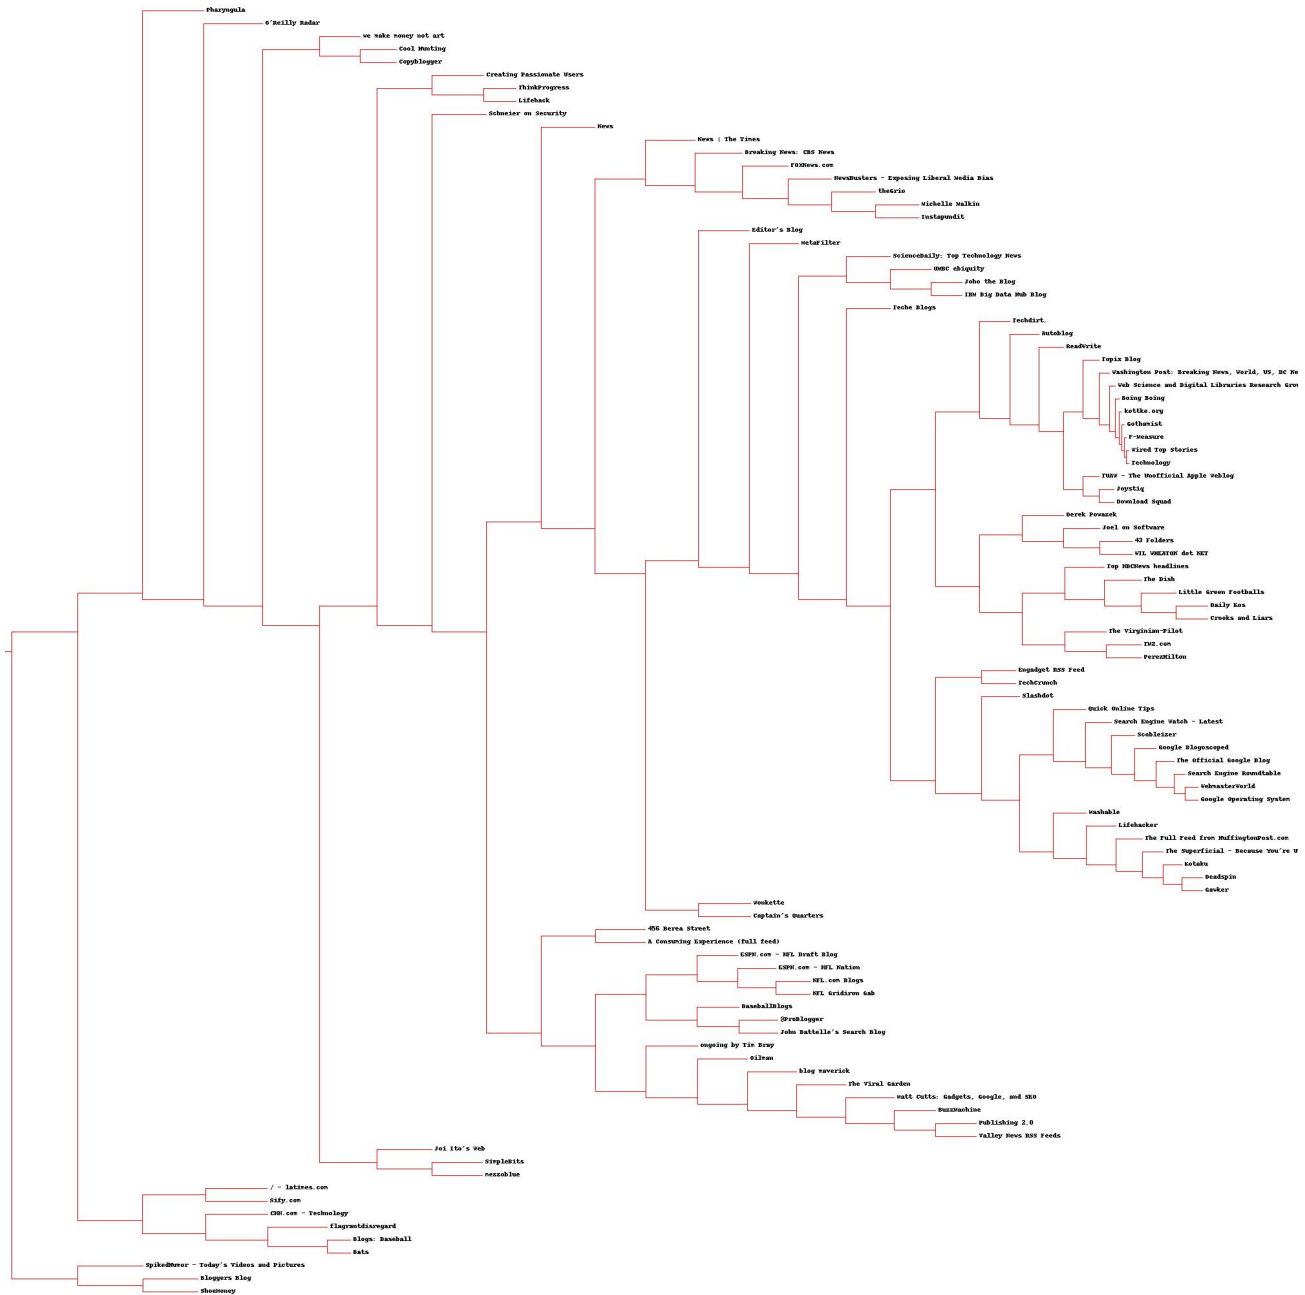 Pharyngula
O'Reilly Radar
we make money not art
Cool Hunting
Copyblogger
Creating Passionate Users
ThinkProgress
Lifehack
Schneier on Security
News
News | The Times
Breaking News: CBS News
FOXNews.com
NewsBusters - Exposing Liberal Media Bias
theGrio
Michelle Malkin
Instapundit
Editor's Blog
MetaFilter
ScienceDaily: Top Technology News
UMBC ebiquity
Joho the Blog
IBM Big Data Hub Blog
Teche Blogs
Techdirt.
Autoblog
ReadWrite
Topix Blog
Washington Post: Breaking News, World, US, DC Ne
Web Science and Digital Libraries Research Grou
Boing Boing
kottke.org
Gothamist
F-Measure
Wired Top Stories
Technology
TUAW - The Unofficial Apple Weblog
Joystiq
Download Squad
Derek Powazek
Joel on Software
43 Folders
WIL WHEATON dot NET
Top NBCNews headlines
The Dish
Little Green Footballs
Daily Kos
Crooks and Liars
The Virginian-Pilot
TMZ.com
PerezHilton
Engadget RSS Feed
TechCrunch
Slashdot
Quick Online Tips
Search Engine Watch - Latest
Scobleizer
Google Blogoscoped
The Official Google Blog
Search Engine Roundtable
WebmasterWorld
Google Operating System
Mashable
Lifehacker
The Full Feed from HuffingtonPost.com
The Superficial - Because You're U
Kotaku
Deadspin
Gawker
Wonkette
Captain's Quarters
456 Berea Street
A Consuming Experience (full feed)
ESPN.com - NFL Draft Blog
ESPN.com - NFL Nation
NFL.com Blogs
NFL Gridiron Gab
BaseballBlogs
@ProBlogger
John Battelle's Search Blog
ongoing by Tim Bray
Oilman
blog maverick
The Viral Garden
Matt Cutts: Gadgets, Google, and SEO
BuzzMachine
Publishing 2.0
Valley News RSS Feeds
Joi Ito's Web
SimpleBits
mezzoblue
/ - latimes.com
Sify.com
CNN.com - Technology
flagrantdisregard
Blogs: Baseball
Bats
SpikedHumor - Today's Videos and Pictures
Bloggers Blog
ShoeMoney